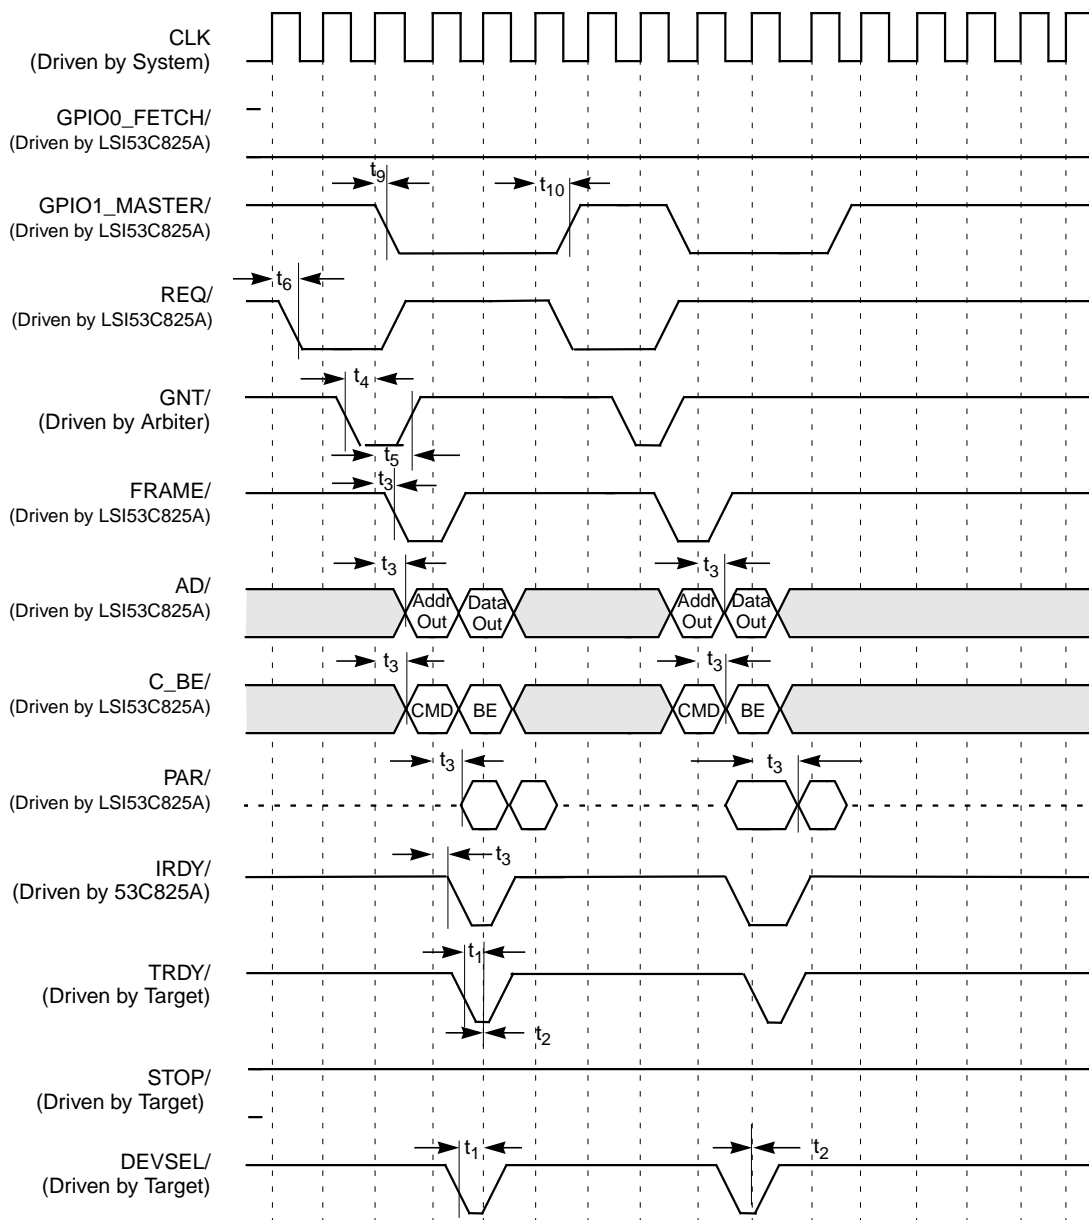 CLK
(Driven by System)
GPIO0_FETCH/
(Driven by LSI53C825A)
t9
t10
GPIO1_MASTER/
(Driven by LSI53C825A)
t6
REQ/
(Driven by LSI53C825A)
t4
GNT/
(Driven by Arbiter)
t5
t3
FRAME/
(Driven by LSI53C825A)
t3 t3
AD/
(Driven by LSI53C825A)
Addr Out
Data Out
Addr Out
Data Out
t3 t3
C_BE/
(Driven by LSI53C825A)
CMD BE CMD BE
t3 t3
PAR/
(Driven by LSI53C825A)
t3
IRDY/
(Driven by 53C825A)
t1
TRDY/
(Driven by Target)
t2
STOP/
(Driven by Target)
t1 t2
DEVSEL/
(Driven by Target)